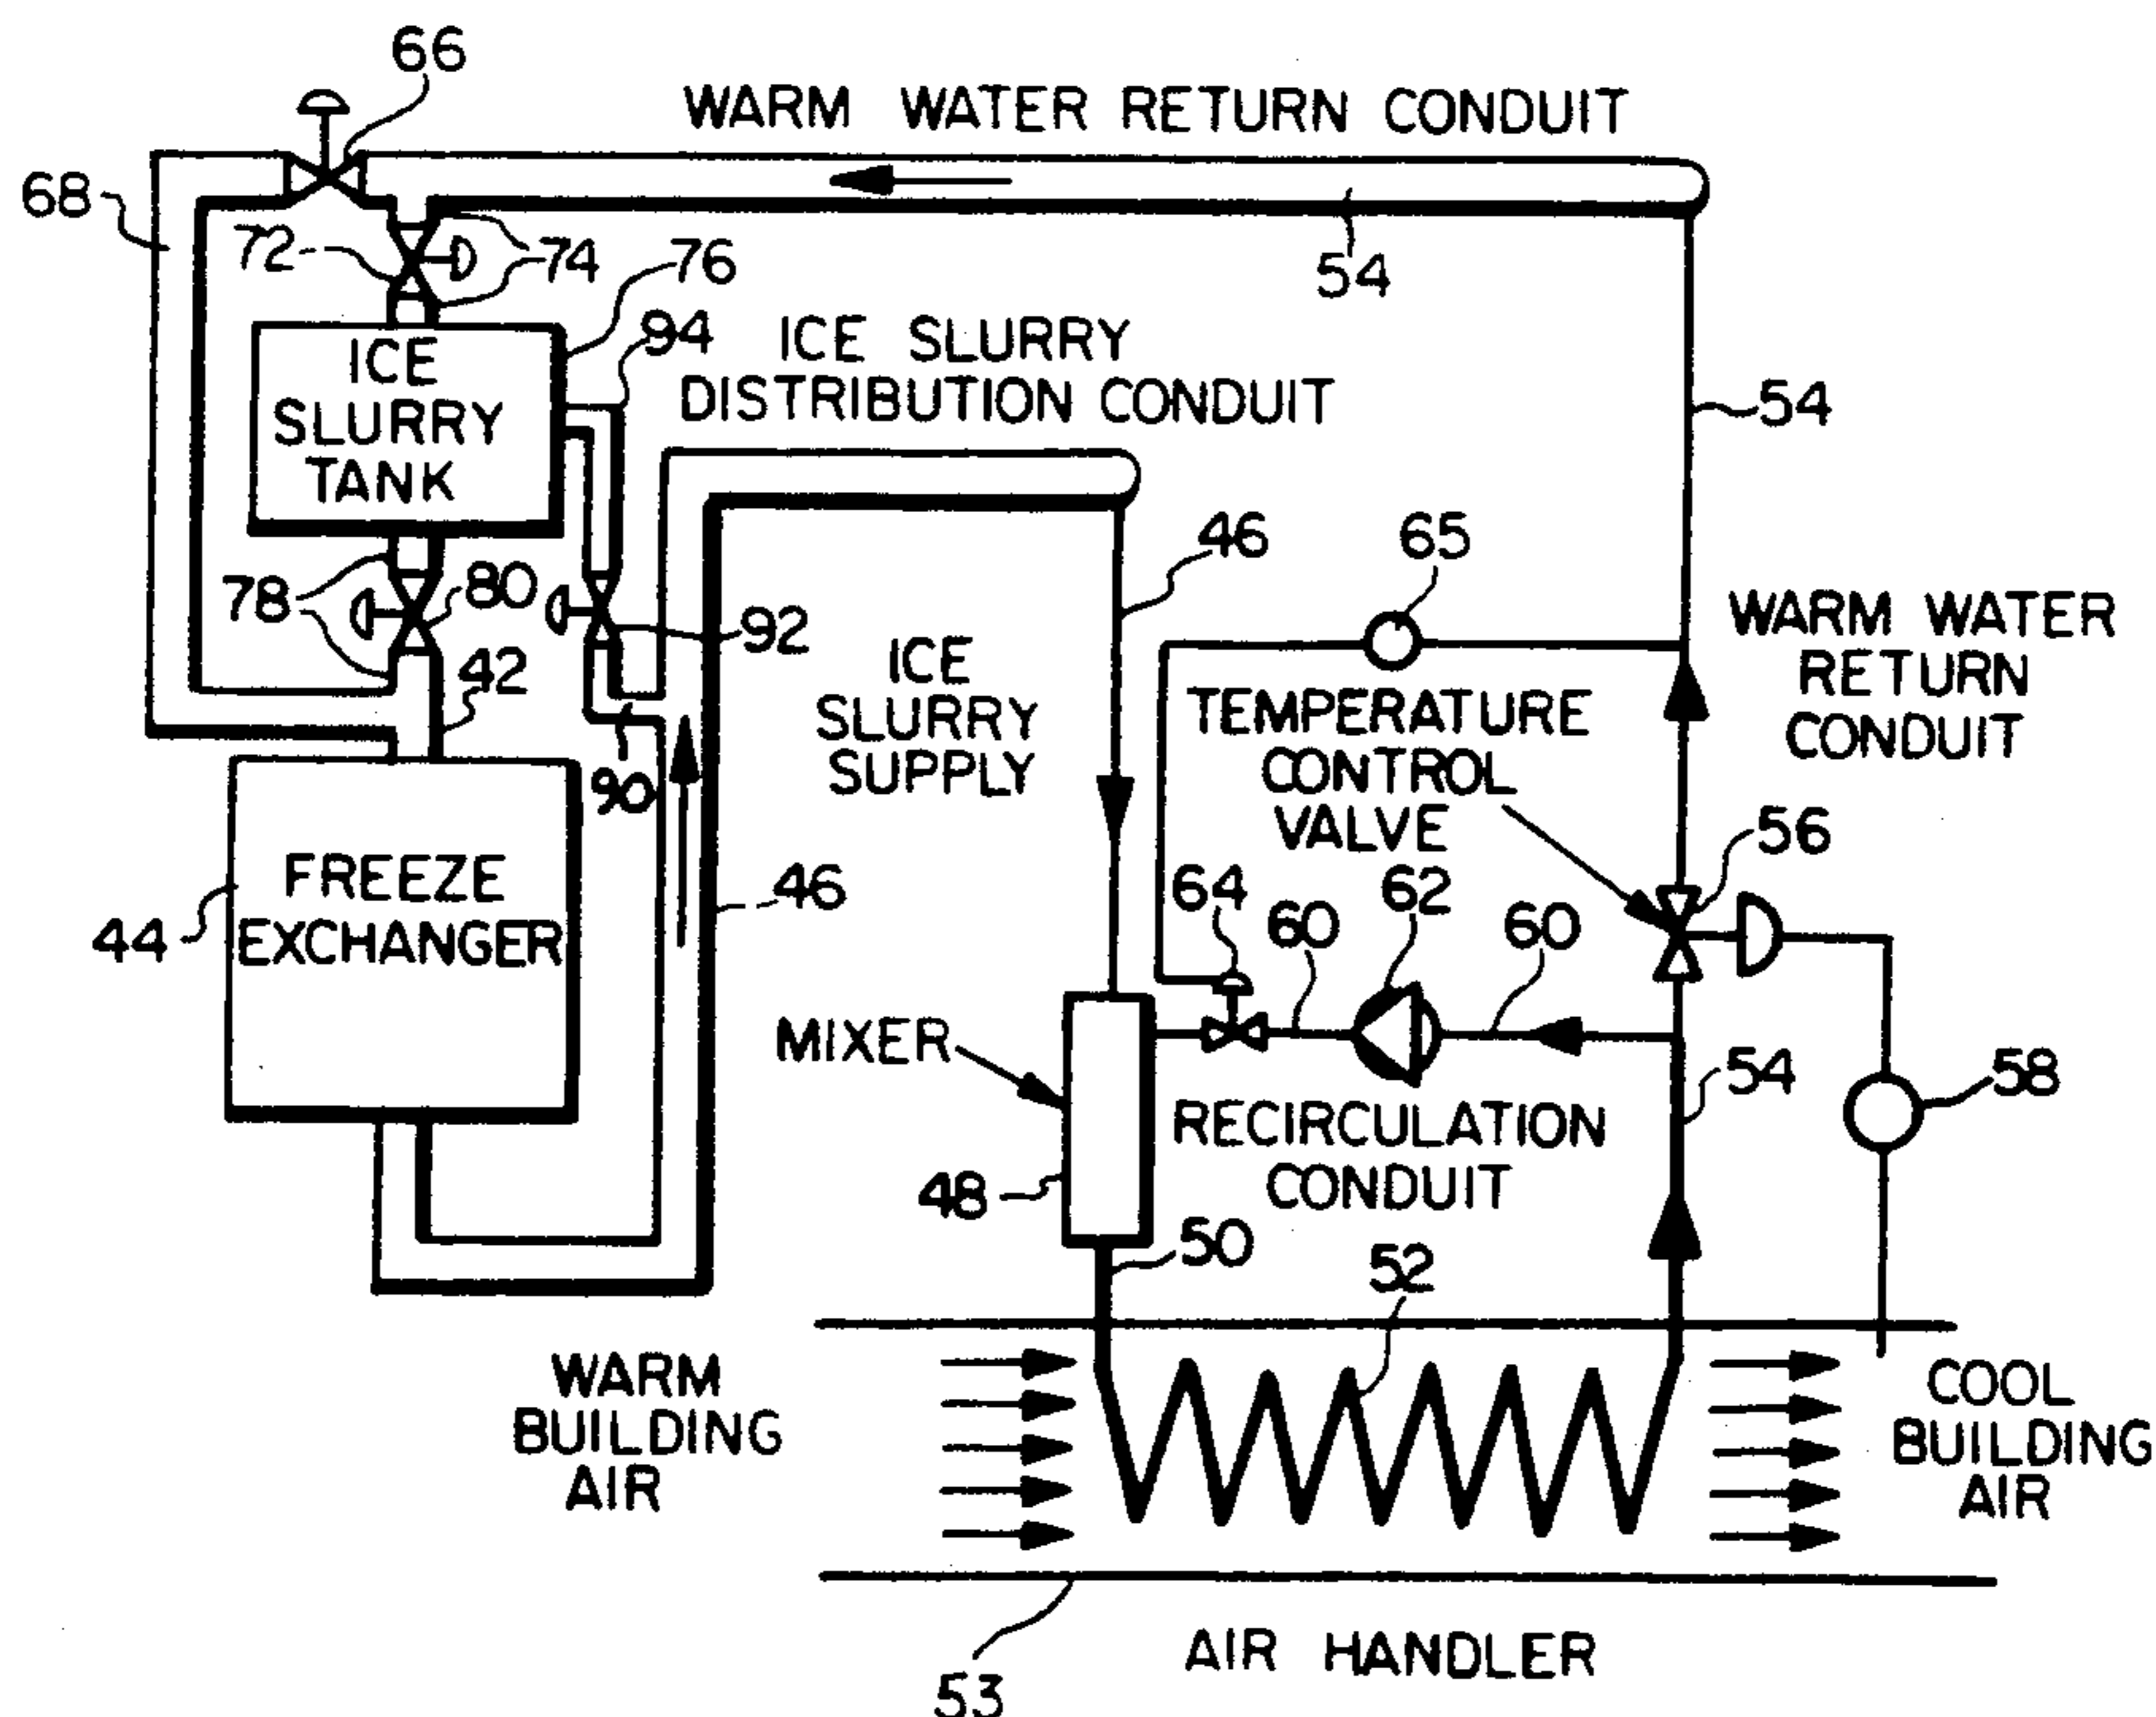 66
WARM WATER RETURN CONDUIT
68
72
74
76
54
94
ICE SLURRY
DISTRIBUTION CONDUIT
ICE
SLURRY
TANK
54
46
65
78
80
92
42
90
ICE
SLURRY
SUPPLY
WARM WATER
RETURN
CONDUIT
TEMPERATURE
CONTROL
VALVE
56
FREEZE
EXCHANGER
44
46
64
60
62
60
MIXER
54
58
RECIRCULATION
CONDUIT
48
50
52
WARM
BUILDING
AIR
COOL
BUILDING
AIR
AIR HANDLER
53